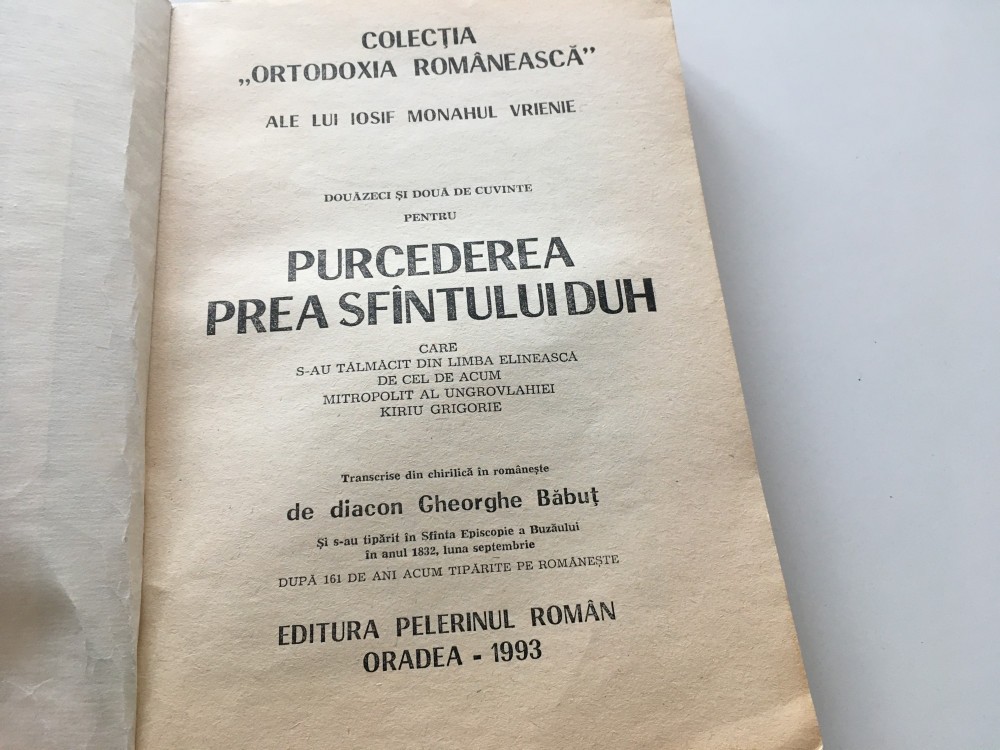 COLECȚIA
„ORTODOXIA ROMÂNEASCĂ”
ALE LUI IOSIF MONAHUL VRIENIE
DOUĂZECI ȘI DOUĂ DE CUVINTE
PENTRU
PURCEDEREA
PREA SFÎNTULUI DUH
CARE
S-AU TĂLMĂCIT DIN LIMBA ELINEASCĂ
DE CEL DE ACUM
MITROPOLIT AL UNGROVLAHIEI
KIRIU GRIGORIE
Transcrise din chirilică în românește
de diacon Gheorghe Băbuț
Și s-au tipărit în Sfînta Episcopie a Buzăului
în anul 1832, luna septembrie
DUPĂ 161 DE ANI ACUM TIPĂRITE PE ROMÂNEȘTE
EDITURA PELERINUL ROMÂN
ORADEA - 1993